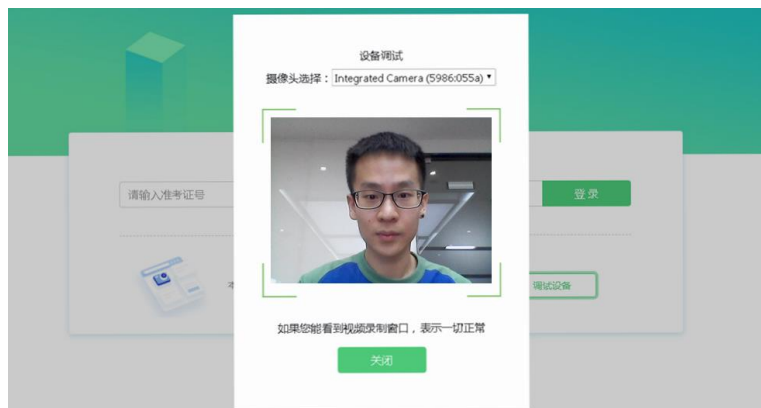 设备调试
摄像头选择：Integrated Camera (5986:055a)
请输入准考证号
登录
调试设备
如果您能看到视频录制窗口，表示一切正常
关闭